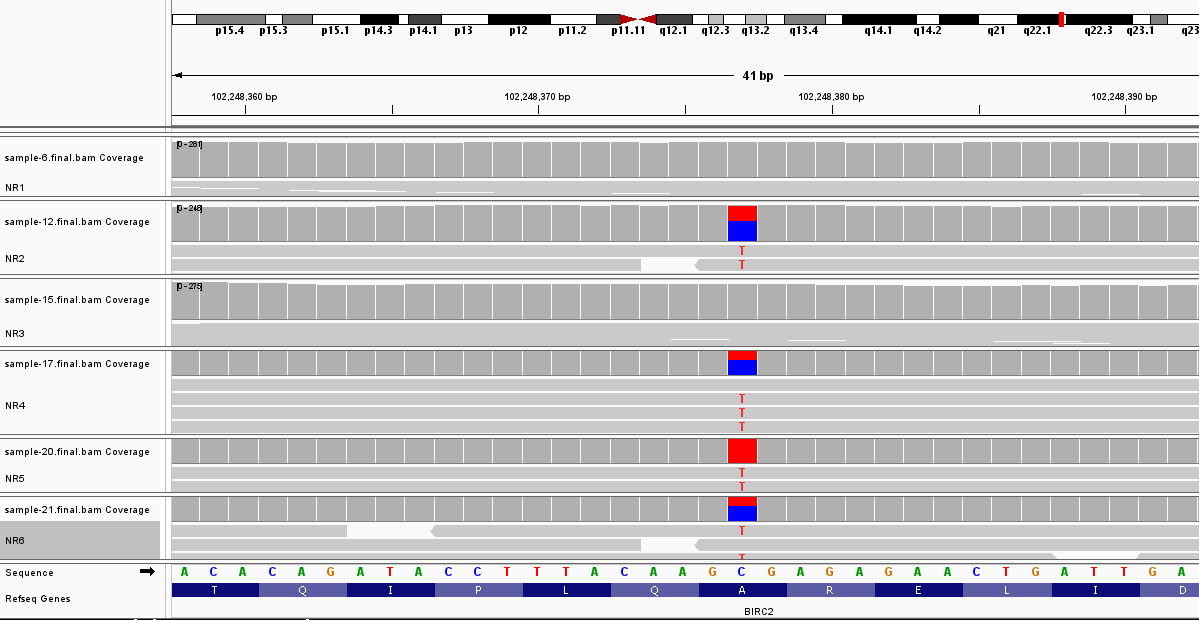 p15.4 p15.3 p15.1 p14.3 p14.1 p13 p12 p11.2 p11.11 q12.1 q12.3 q13.2 q13.4 q14.1 q14.2 q21 q22.1 q22.3 q23.1 q23
41 bp
102,248,360 bp 102,248,370 bp 102,248,380 bp 102,248,390 bp
[0 - 281]
sample-6.final.bam Coverage
NR1
[0 - 248]
sample-12.final.bam Coverage
T
NR2
T
[0 - 275]
sample-15.final.bam Coverage
NR3
sample-17.final.bam Coverage
T
NR4
T
T
sample-20.final.bam Coverage
T
NR5
T
sample-21.final.bam Coverage
T
NR6
T
Sequence A C A C A G A T A C C T T T A C A A G C G A G A G A A C T G A T T G A
T Q I P L Q A R E L I D
Refseq Genes
BIRC2